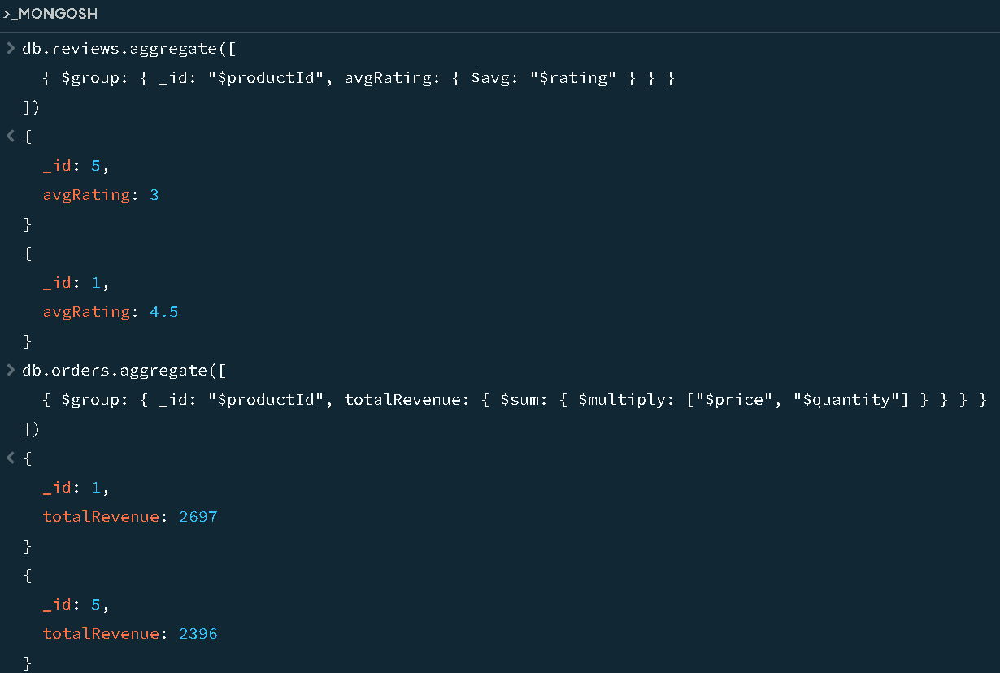 >_MONGOSH
> db.reviews.aggregate([
{ $group: { _id: "$productId", avgRating: { $avg: "$rating" } } }
])
< {
_id: 5,
avgRating: 3
}
{
_id: 1,
avgRating: 4.5
}
> db.orders.aggregate([
{ $group: { _id: "$productId", totalRevenue: { $sum: { $multiply: ["$price", "$quantity"] } } } }
])
< {
_id: 1,
totalRevenue: 2697
}
{
_id: 5,
totalRevenue: 2396
}